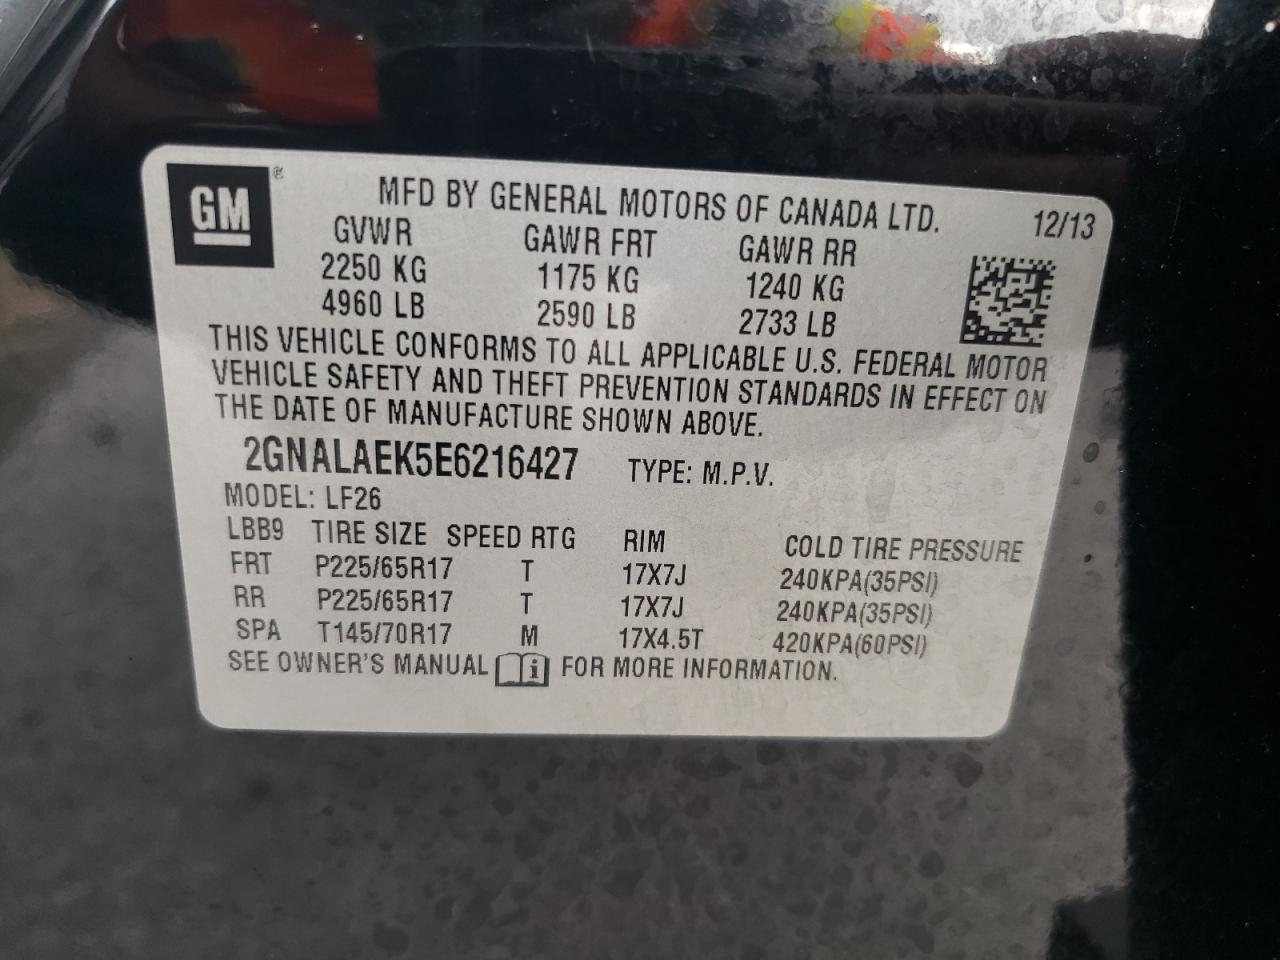 GM ®
MFD BY GENERAL MOTORS OF CANADA LTD. 12/13
GVWR GAWR FRT GAWR RR
2250 KG 1175 KG 1240 KG
4960 LB 2590 LB 2733 LB
THIS VEHICLE CONFORMS TO ALL APPLICABLE U.S. FEDERAL MOTOR
VEHICLE SAFETY AND THEFT PREVENTION STANDARDS IN EFFECT ON
THE DATE OF MANUFACTURE SHOWN ABOVE.
2GNALAEK5E6216427 TYPE: M.P.V.
MODEL: LF26
LBB9 TIRE SIZE SPEED RTG RIM COLD TIRE PRESSURE
FRT P225/65R17 T 17X7J 240KPA(35PSI)
RR P225/65R17 T 17X7J 240KPA(35PSI)
SPA T145/70R17 M 17X4.5T 420KPA(60PSI)
SEE OWNER'S MANUAL i FOR MORE INFORMATION.